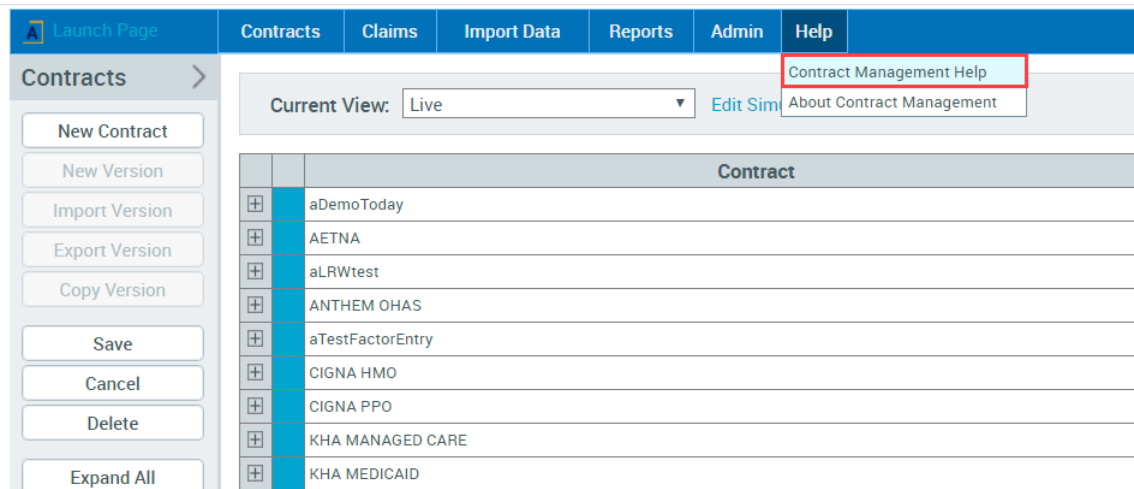 A Launch Page Contracts Claims Import Data Reports Admin Help
Contracts
Contract Management Help
Current View: Live Edit Sim
About Contract Management
New Contract
New Version
Import Version
Export Version
Copy Version
Save
Cancel
Delete
Expand All
Contract
aDemoToday
AETNA
aLRWtest
ANTHEM OHAS
aTestFactorEntry
CIGNA HMO
CIGNA PPO
KHA MANAGED CARE
KHA MEDICAID